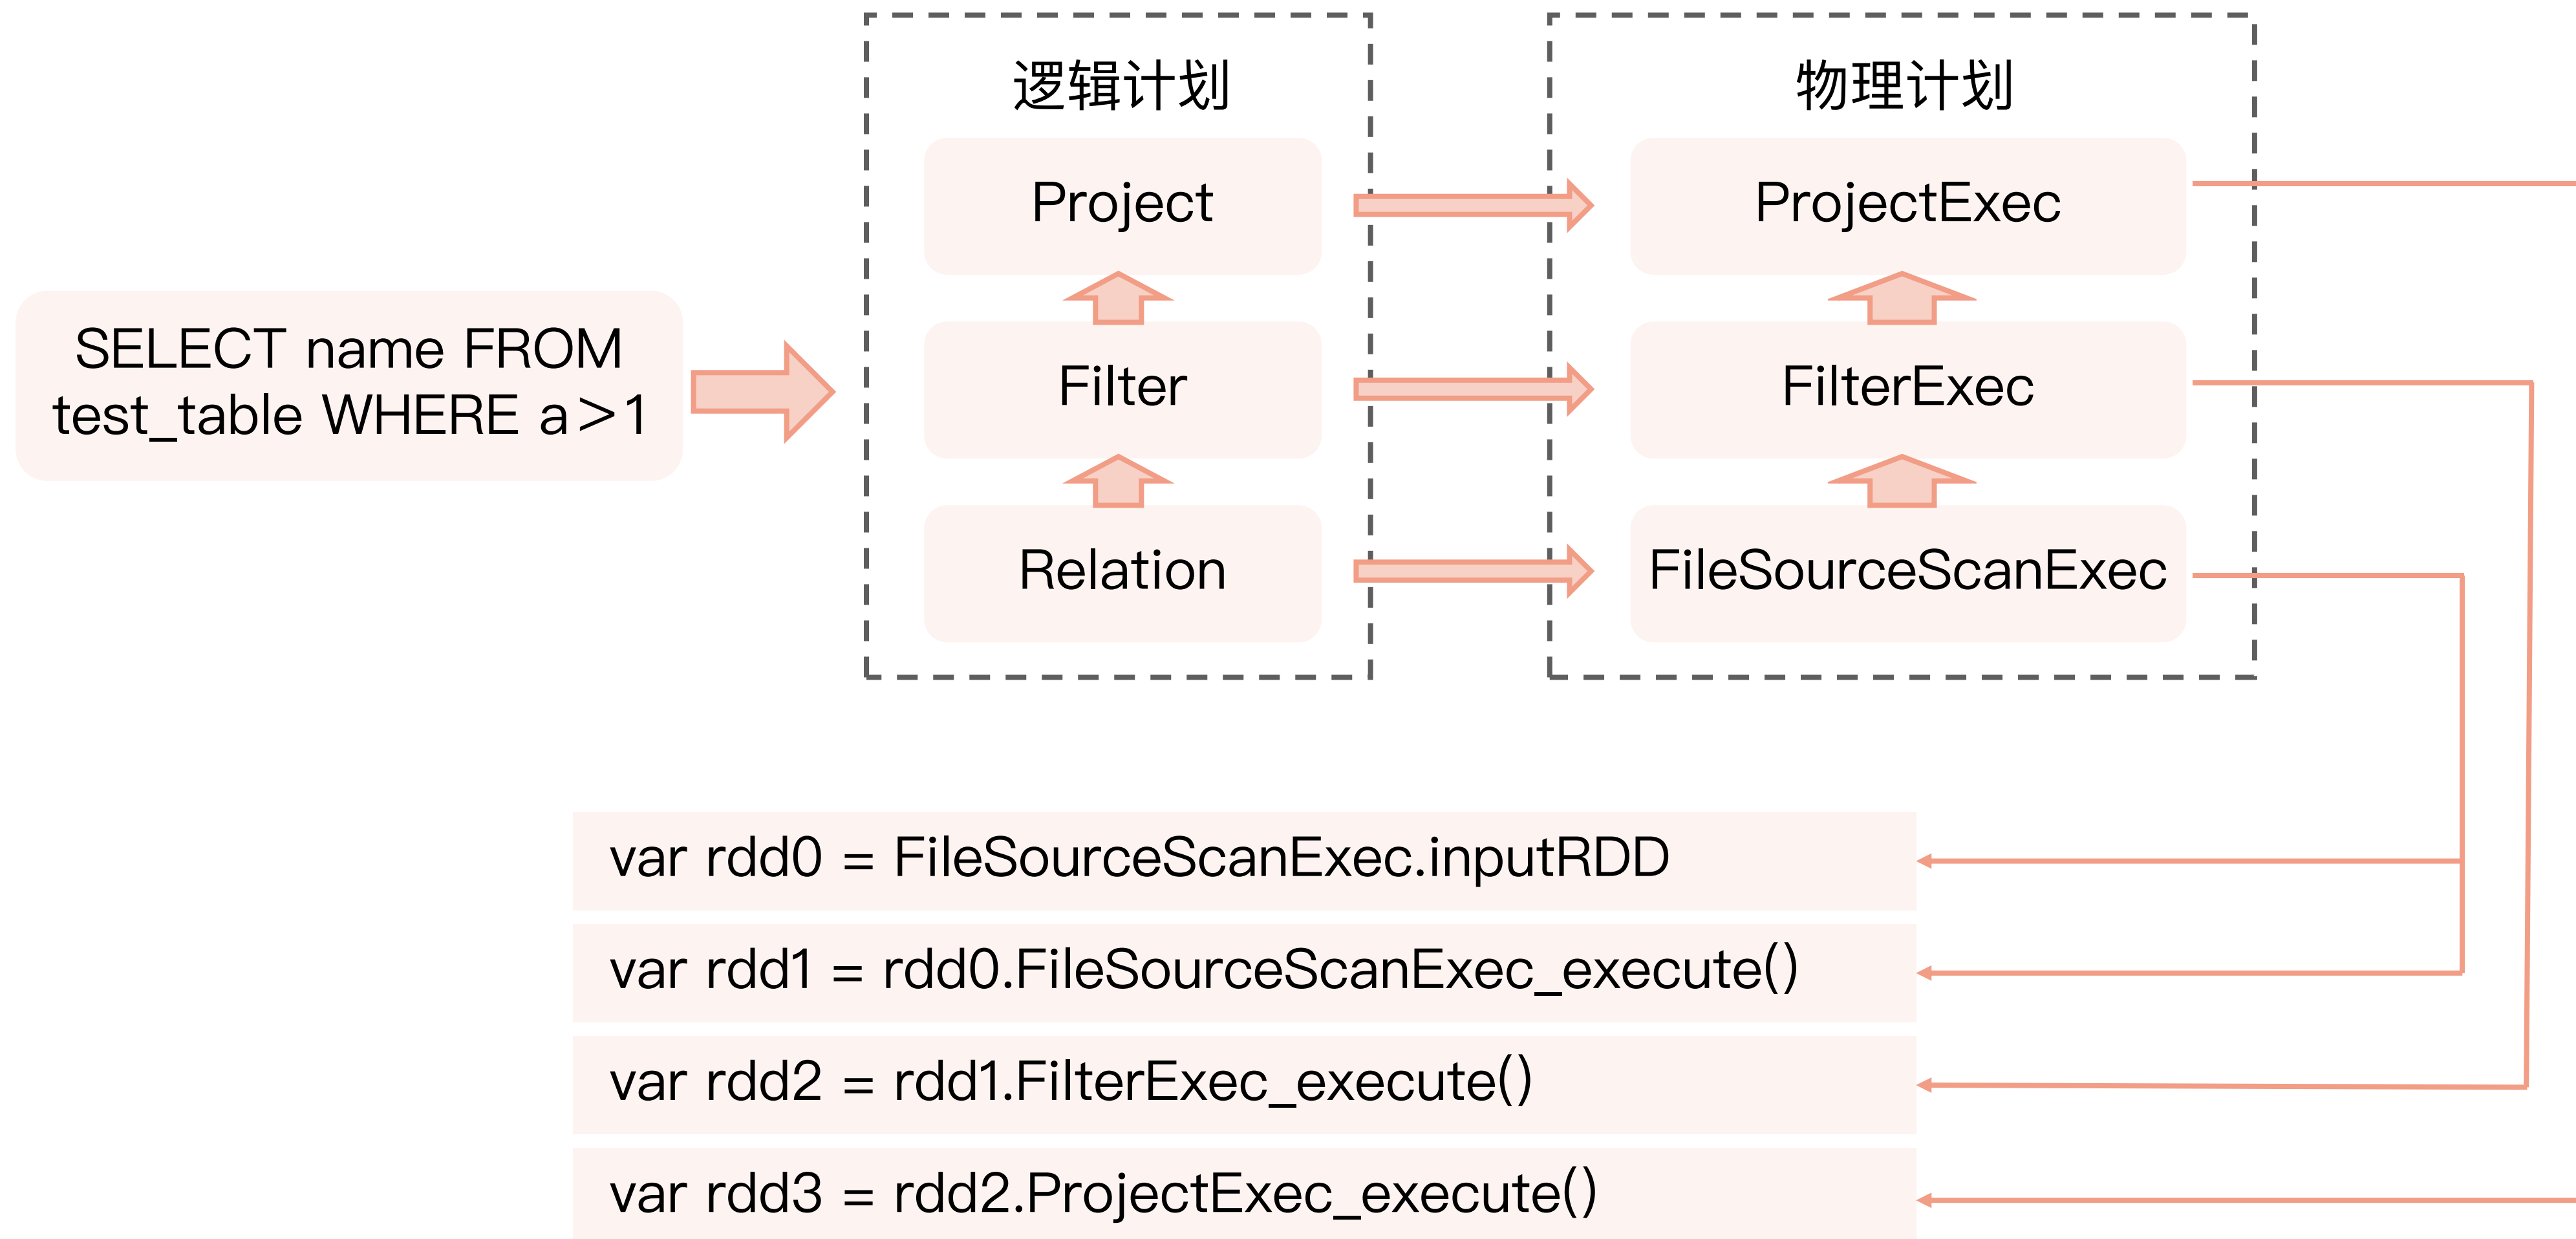 SELECT name FROM
test_table WHERE a>1
逻辑计划
Project
Filter
Relation
物理计划
ProjectExec
FilterExec
FileSourceScanExec
var rdd0 = FileSourceScanExec.inputRDD
var rdd1 = rdd0.FileSourceScanExec_execute()
var rdd2 = rdd1.FilterExec_execute()
var rdd3 = rdd2.ProjectExec_execute()